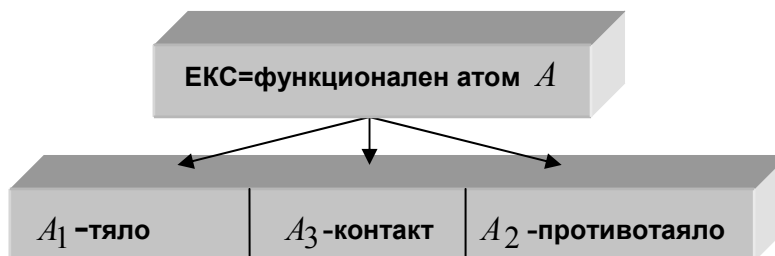 ЕКС=функционален атом A
A₁-тяло A₃-контакт A₂-противотаяло